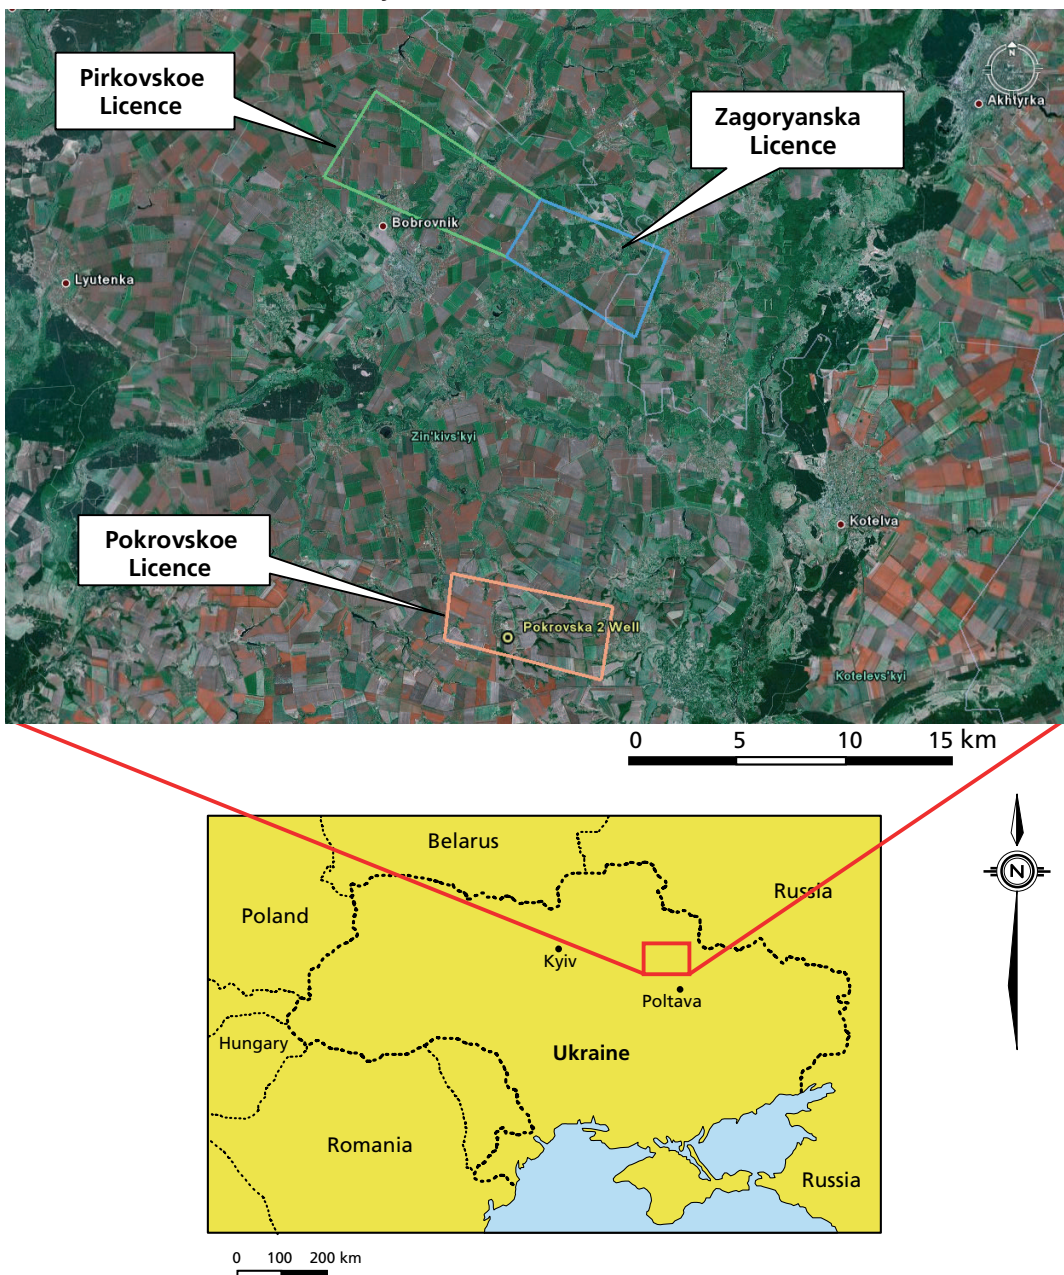 Pirkovskoe
Licence
Zagoryanska
Licence
N
Akhtyrka
Bobrovnik
Lyutenka
Zin'kivs'kyi
Kotelva
Pokrovskoe
Licence
Pokrovska 2 Well
Kotelevs'kyi
0 5 10 15 km
N
Belarus
Russia
Poland
Kyiv
Poltava
Hungary
Ukraine
Romania
Russia
0 100 200 km